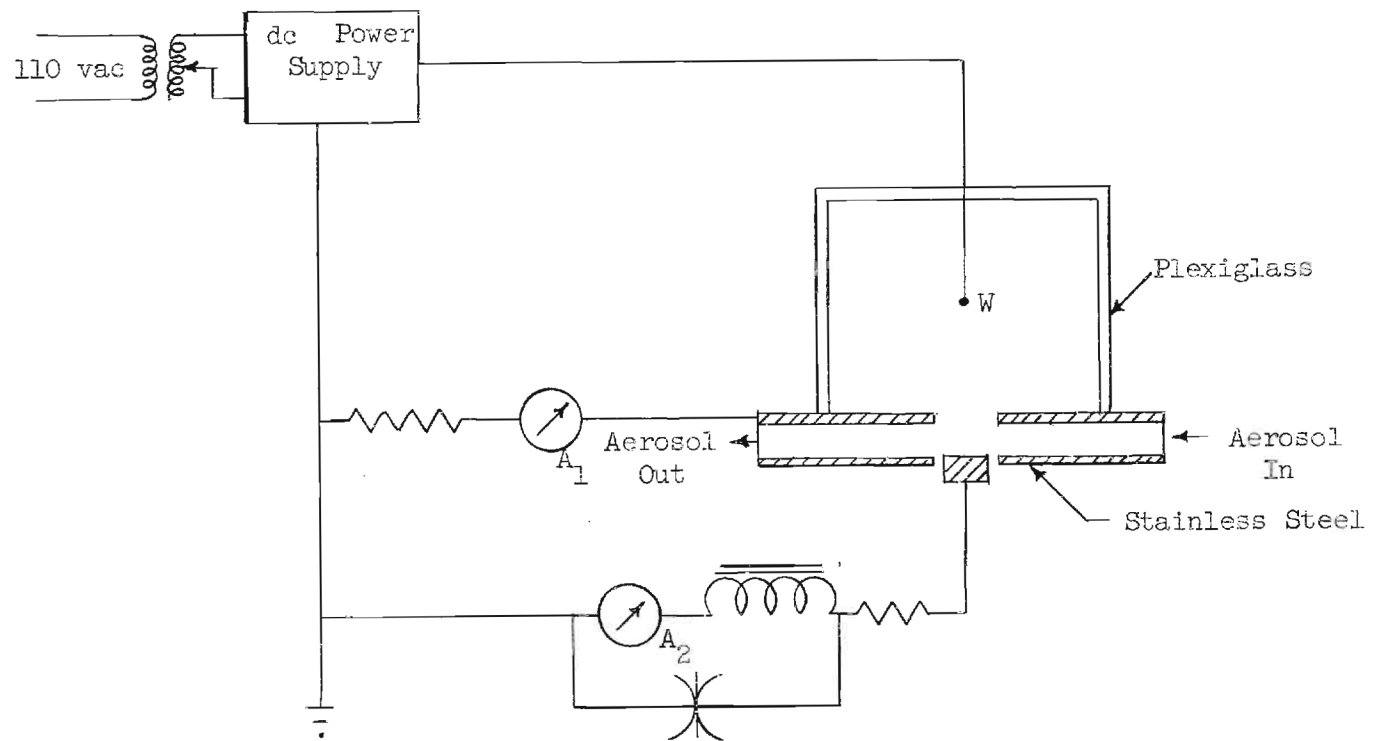 dc Power
Supply
110 vac
W
Plexiglass
A1
Aerosol
Out
Aerosol
In
Stainless Steel
A2